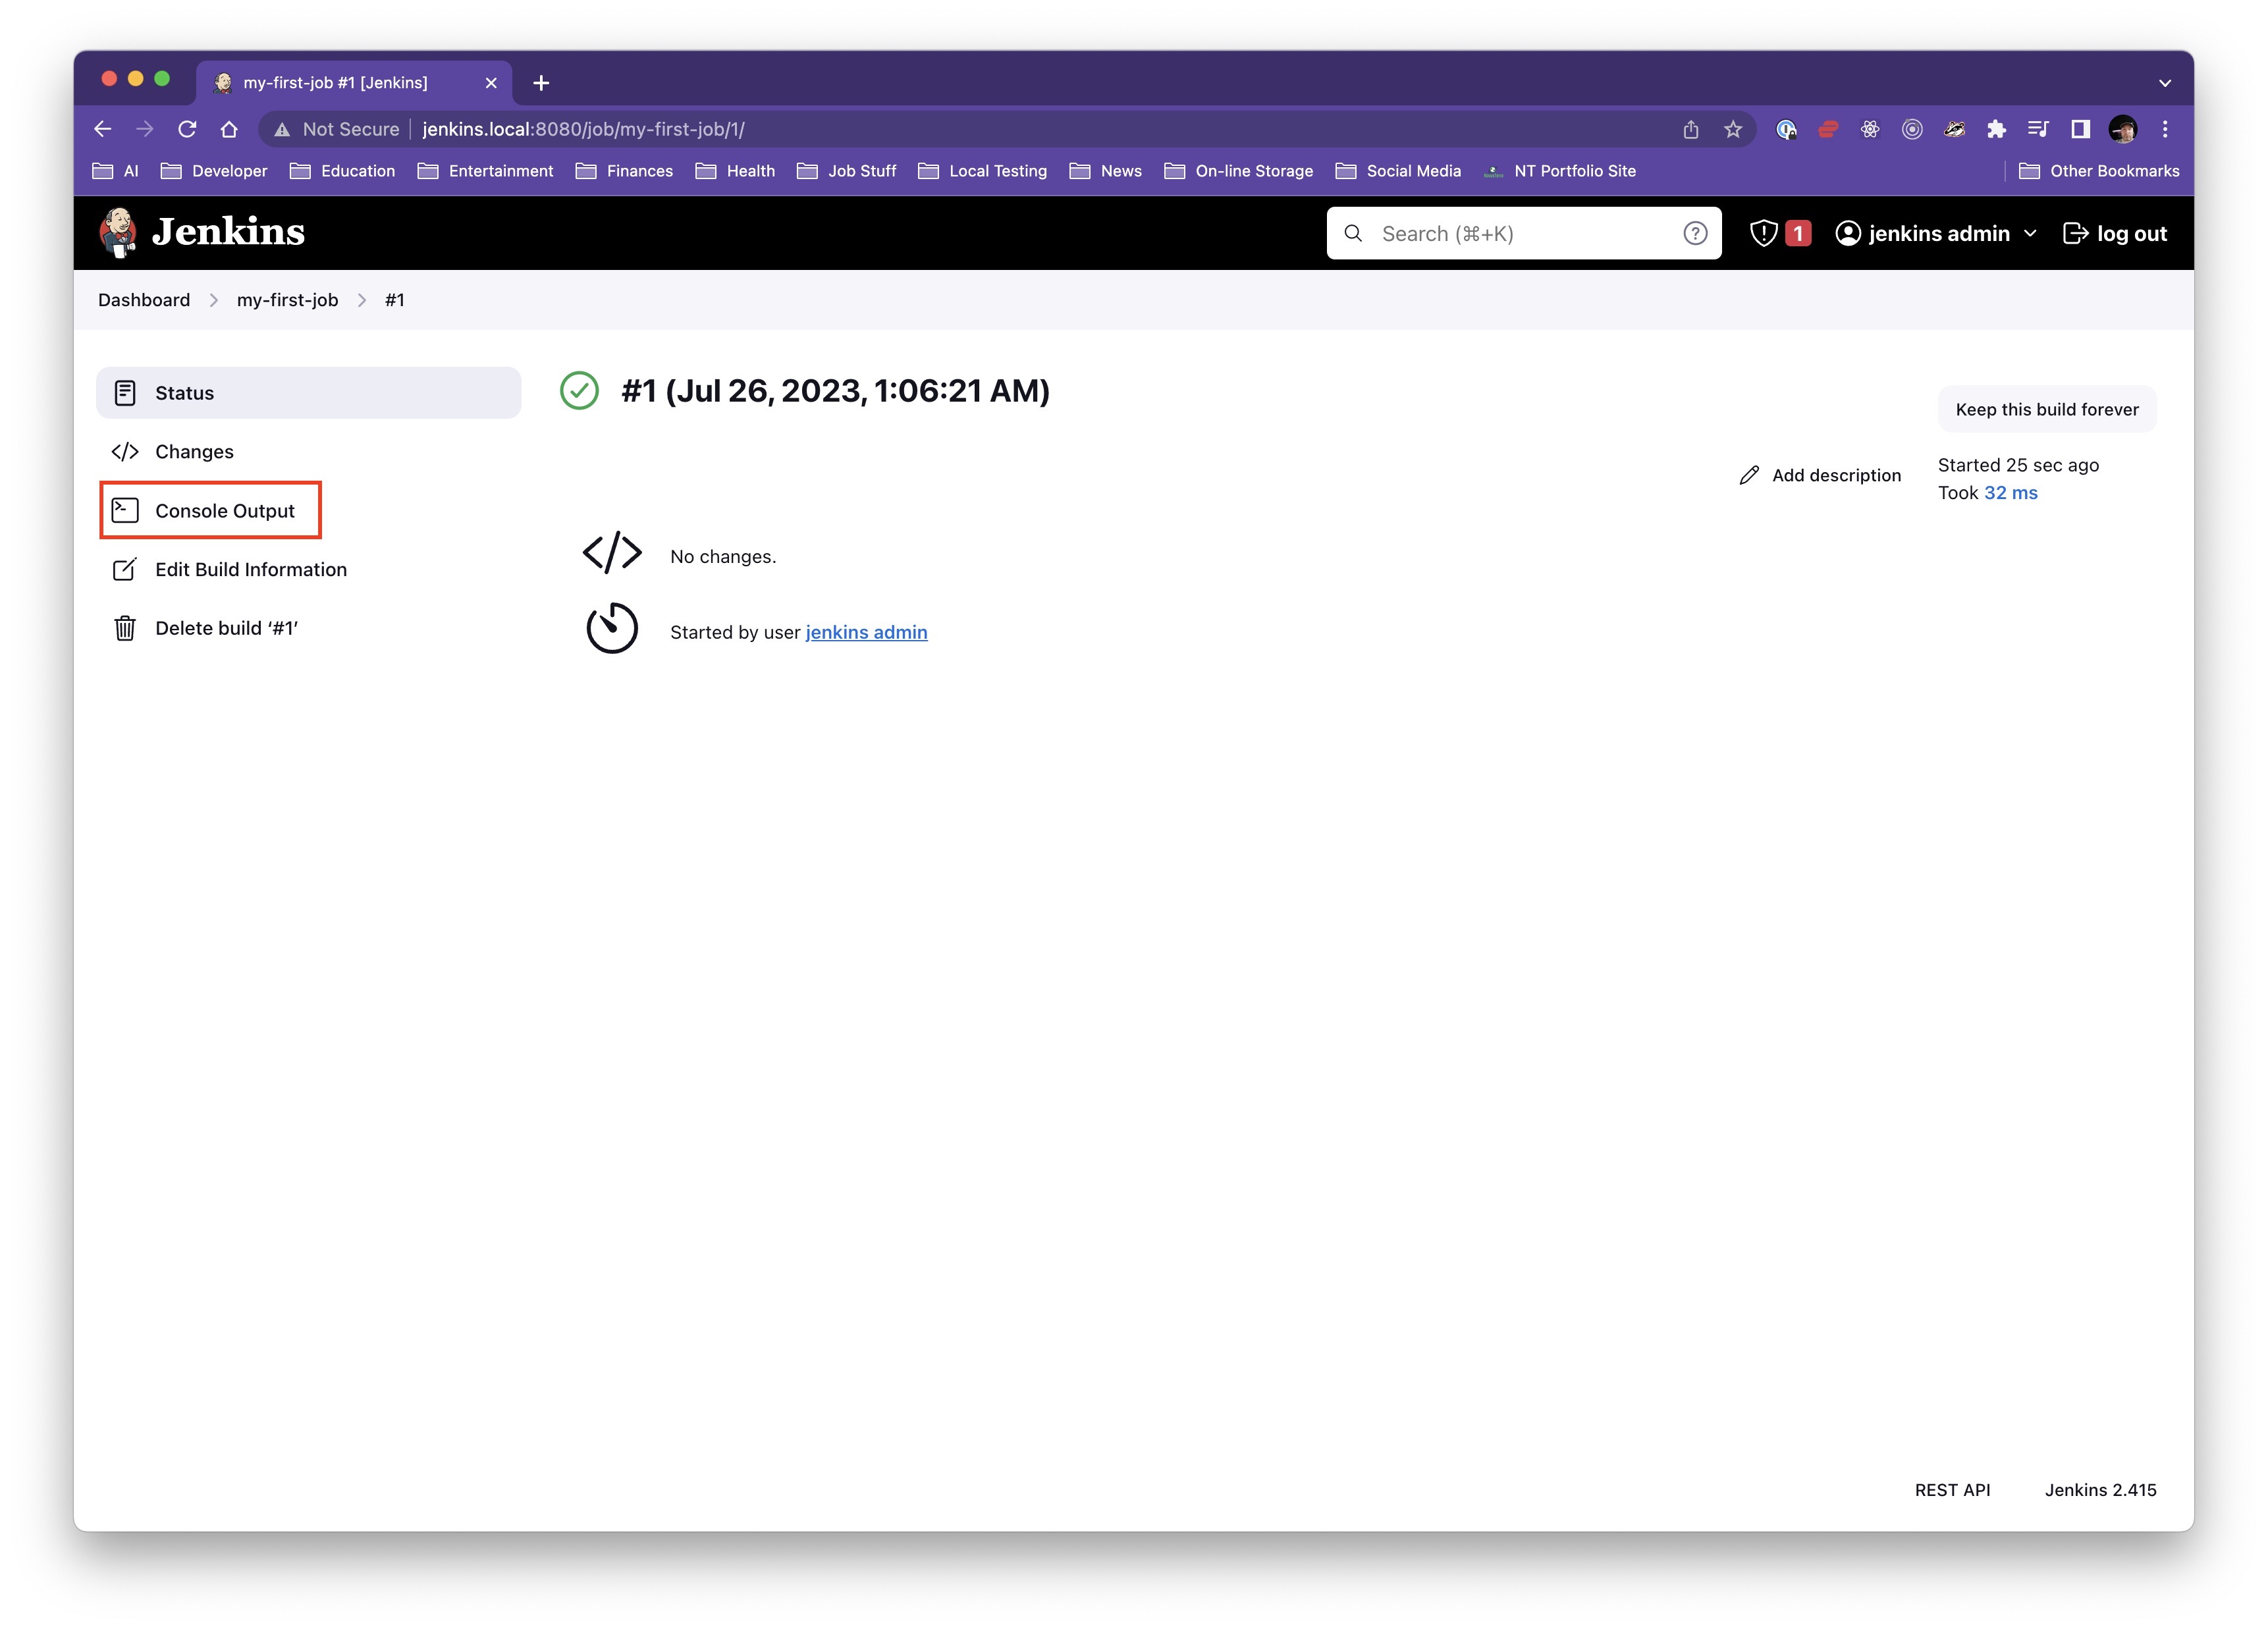 my-first-job #1 [Jenkins]
Not Secure jenkins.local:8080/job/my-first-job/1/
AI Developer Education Entertainment Finances Health Job Stuff Local Testing News On-line Storage Social Media NT Portfolio Site Other Bookmarks
Jenkins Search (⌘+K) 1 jenkins admin log out
Dashboard my-first-job #1
Status
Changes
Console Output
Edit Build Information
Delete build ‘#1’
#1 (Jul 26, 2023, 1:06:21 AM)
Keep this build forever
Add description
Started 25 sec ago
Took 32 ms
No changes.
Started by user jenkins admin
REST API Jenkins 2.415